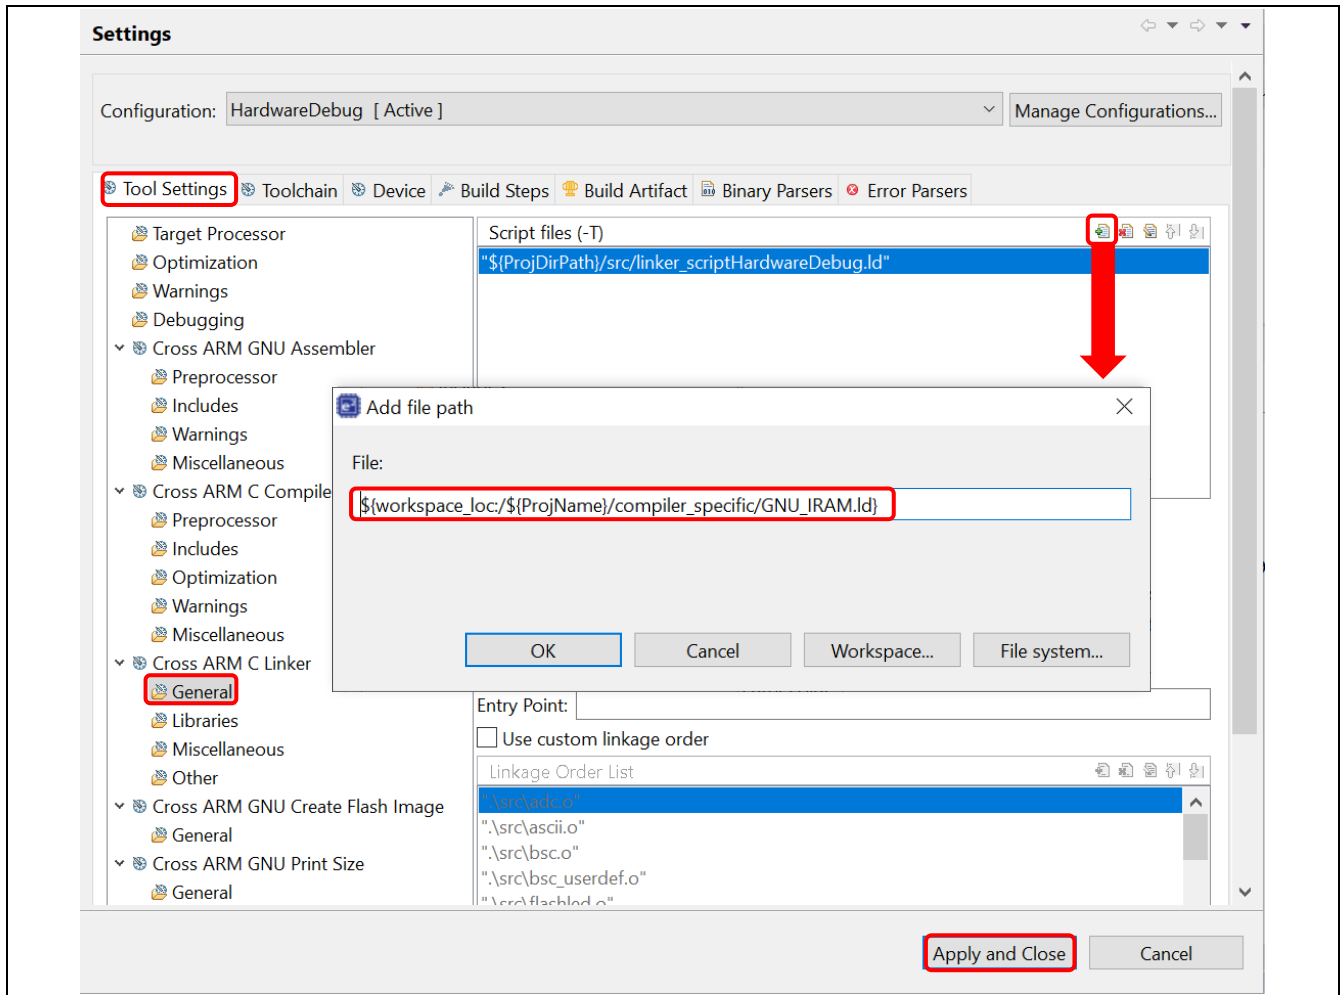 Settings
Configuration: HardwareDebug [ Active ] Manage Configurations...
Tool Settings Toolchain Device Build Steps Build Artifact Binary Parsers Error Parsers
Target Processor
Optimization
Warnings
Debugging
Cross ARM GNU Assembler
Preprocessor
Includes
Warnings
Miscellaneous
Cross ARM C Compile
Preprocessor
Includes
Optimization
Warnings
Miscellaneous
Cross ARM C Linker
General
Libraries
Miscellaneous
Other
Cross ARM GNU Create Flash Image
General
Cross ARM GNU Print Size
General
Script files (-T)
"${ProjDirPath}/src/linker_scriptHardwareDebug.ld"
Add file path
File:
${workspace_loc:/${ProjName}/compiler_specific/GNU_IRAM.ld}
OK Cancel Workspace... File system...
Entry Point:
Use custom linkage order
Linkage Order List
".\src\adc.o"
".\src\ascii.o"
".\src\bsc.o"
".\src\bsc_userdef.o"
".\src\flashled.o"
Apply and Close Cancel